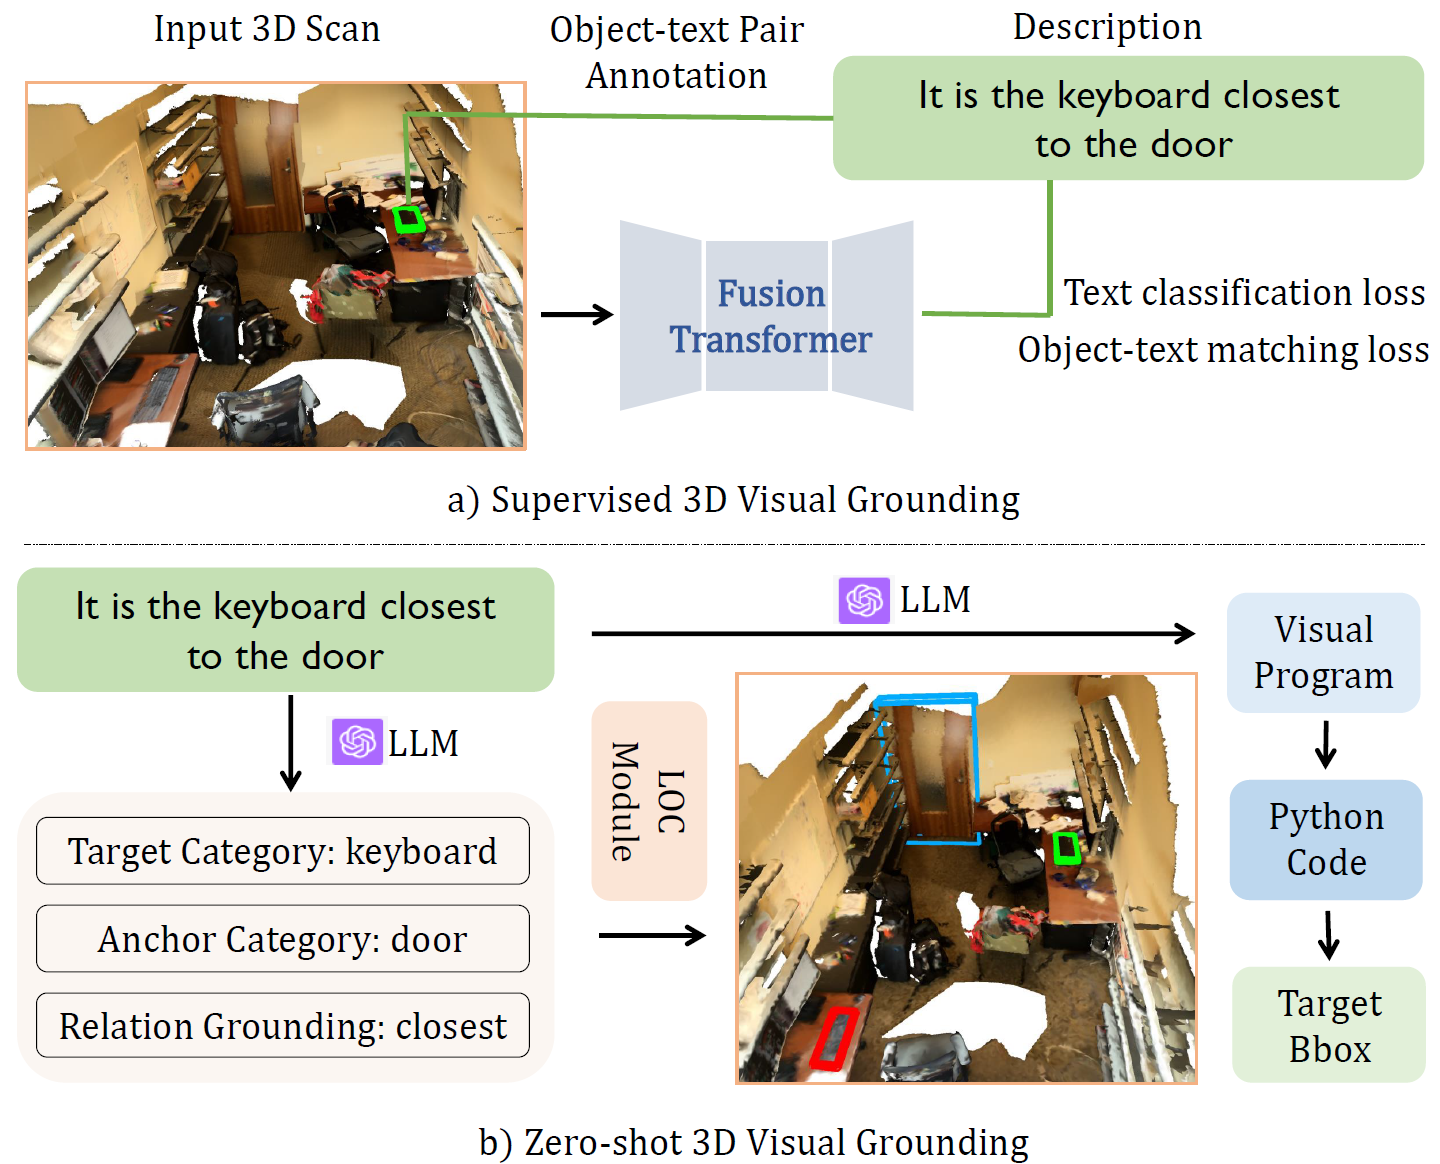 Input 3D Scan
Object-text Pair
Annotation
Description
It is the keyboard closest
to the door
Fusion
Transformer
Text classification loss
Object-text matching loss
a) Supervised 3D Visual Grounding
It is the keyboard closest
to the door
LLM
LLM
Target Category: keyboard
Anchor Category: door
Relation Grounding: closest
LOC
Module
Visual
Program
Python
Code
Target
Bbox
b) Zero-shot 3D Visual Grounding